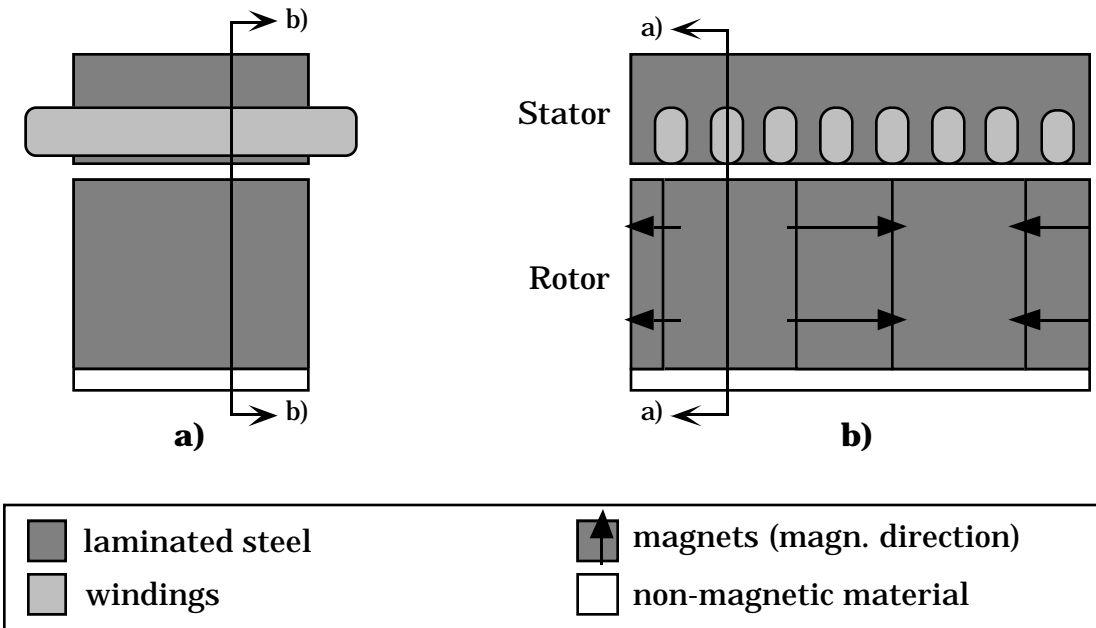 b)
a)
Stator
Rotor
b)
a)
a)
b)
laminated steel
magnets (magn. direction)
windings
non-magnetic material